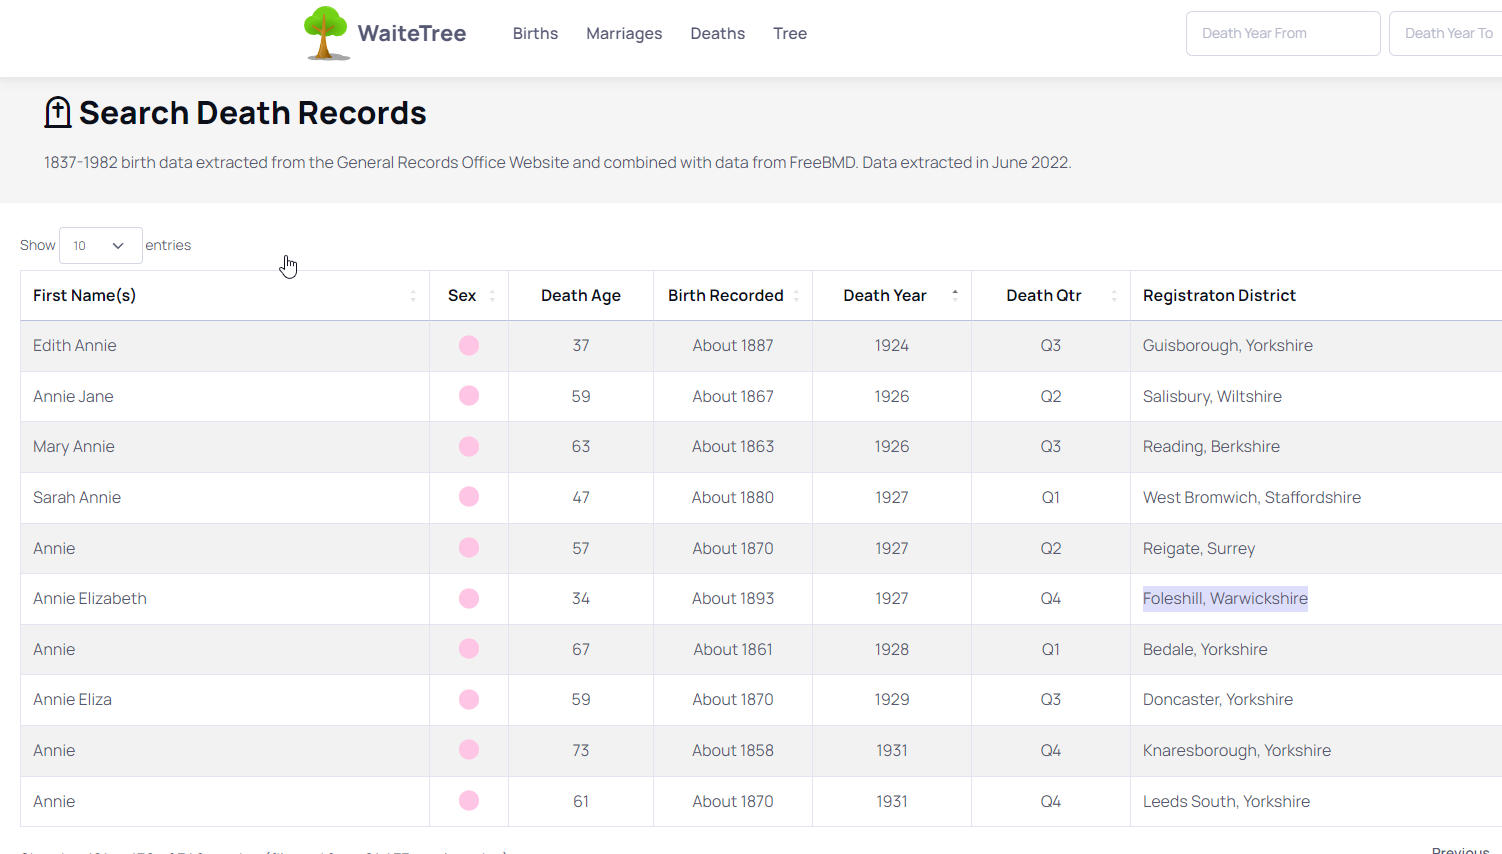 WaiteTree Births Marriages Deaths Tree Death Year From Death Year To
Search Death Records
1837-1982 birth data extracted from the General Records Office Website and combined with data from FreeBMD. Data extracted in June 2022.
Show 10 entries
First Name(s) Sex Death Age Birth Recorded Death Year Death Qtr Registraton District
Edith Annie 37 About 1887 1924 Q3 Guisborough, Yorkshire
Annie Jane 59 About 1867 1926 Q2 Salisbury, Wiltshire
Mary Annie 63 About 1863 1926 Q3 Reading, Berkshire
Sarah Annie 47 About 1880 1927 Q1 West Bromwich, Staffordshire
Annie 57 About 1870 1927 Q2 Reigate, Surrey
Annie Elizabeth 34 About 1893 1927 Q4 Foleshill, Warwickshire
Annie 67 About 1861 1928 Q1 Bedale, Yorkshire
Annie Eliza 59 About 1870 1929 Q3 Doncaster, Yorkshire
Annie 73 About 1858 1931 Q4 Knaresborough, Yorkshire
Annie 61 About 1870 1931 Q4 Leeds South, Yorkshire
Previous